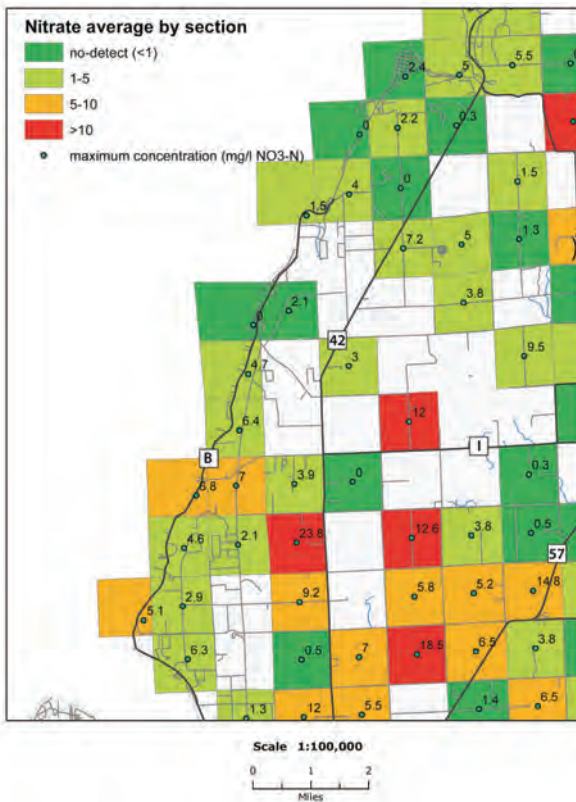 Nitrate average by section
no-detect (<1)
1-5
5-10
>10
maximum concentration (mg/l NO3-N)
2.4 5 5.5
0 2.2 0.3
1.5 4 0 1.5
7.2 5 1.3
0 2.1 3.8
42
4.7 3 9.5
6.4 12
B I
6.8 7 3.9 0 0.3
4.6 2.1 23.8 12.6 3.8 0.5
57
5.1 2.9 9.2 5.8 5.2 14.8
6.3 0.5 7 18.5 6.5 3.8
1.3 12 5.5 1.4 6.5
Scale 1:100,000
0 1 2
Miles